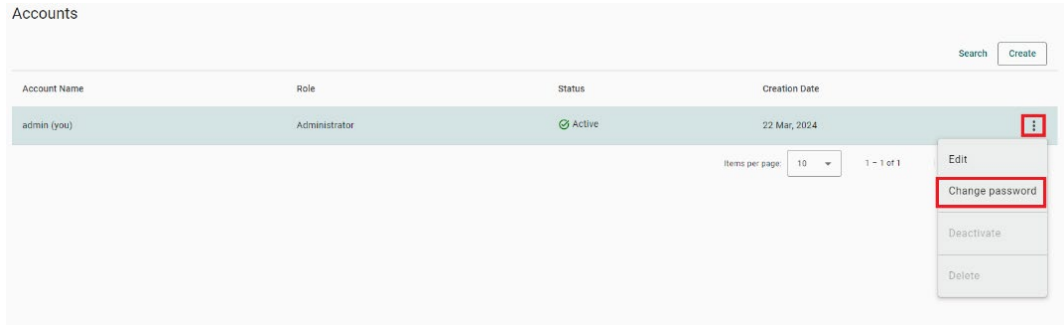 Accounts
Search Create
Account Name Role Status Creation Date
admin (you) Administrator Active 22 Mar, 2024
Items per page: 10 1 – 1 of 1
Edit
Change password
Deactivate
Delete